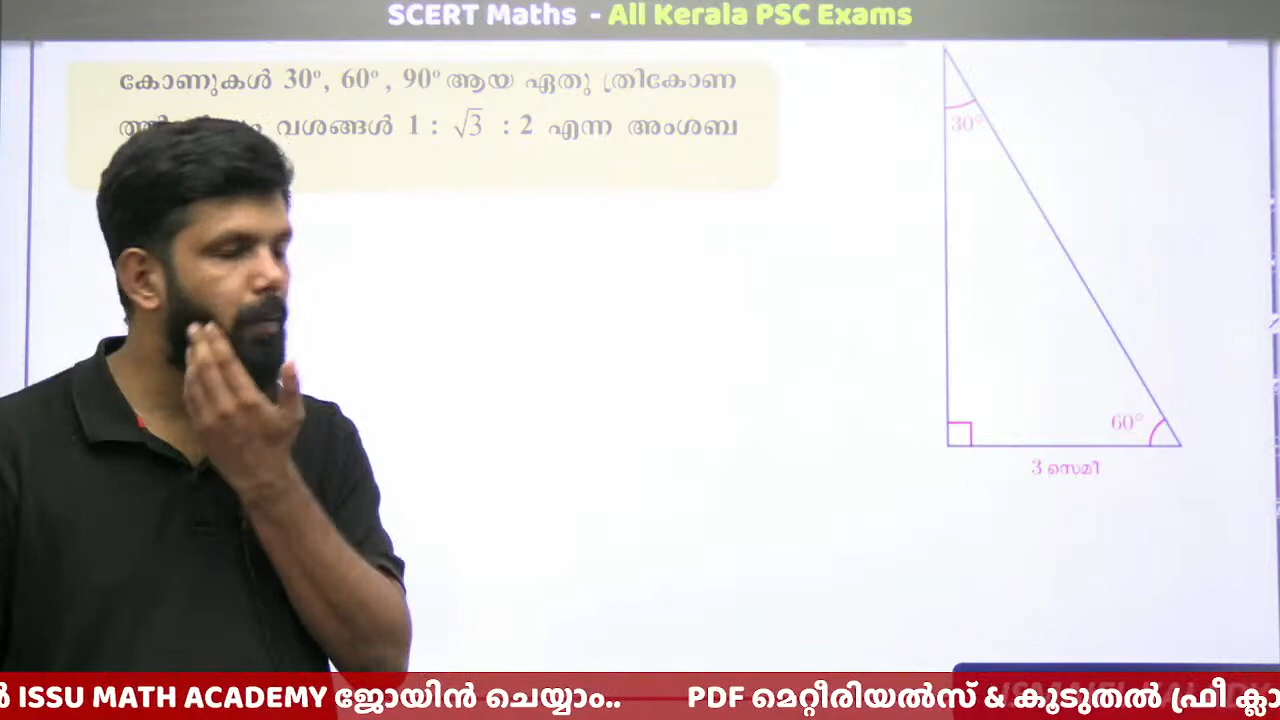 SCERT Maths - All Kerala PSC Exams
കോണുകൾ 30°, 60°, 90° ആയ ഏതു ത്രികോണ
വശങ്ങൾ 1 : √3 : 2 എന്ന അംശബ
30°
60°
3 സെമീ
ൽ ISSU MATH ACADEMY ജോയിൻ ചെയ്യാം.. PDF മെറ്റീരിയൽസ് & കൂടുതൽ ഫ്രീ ക്ലാ